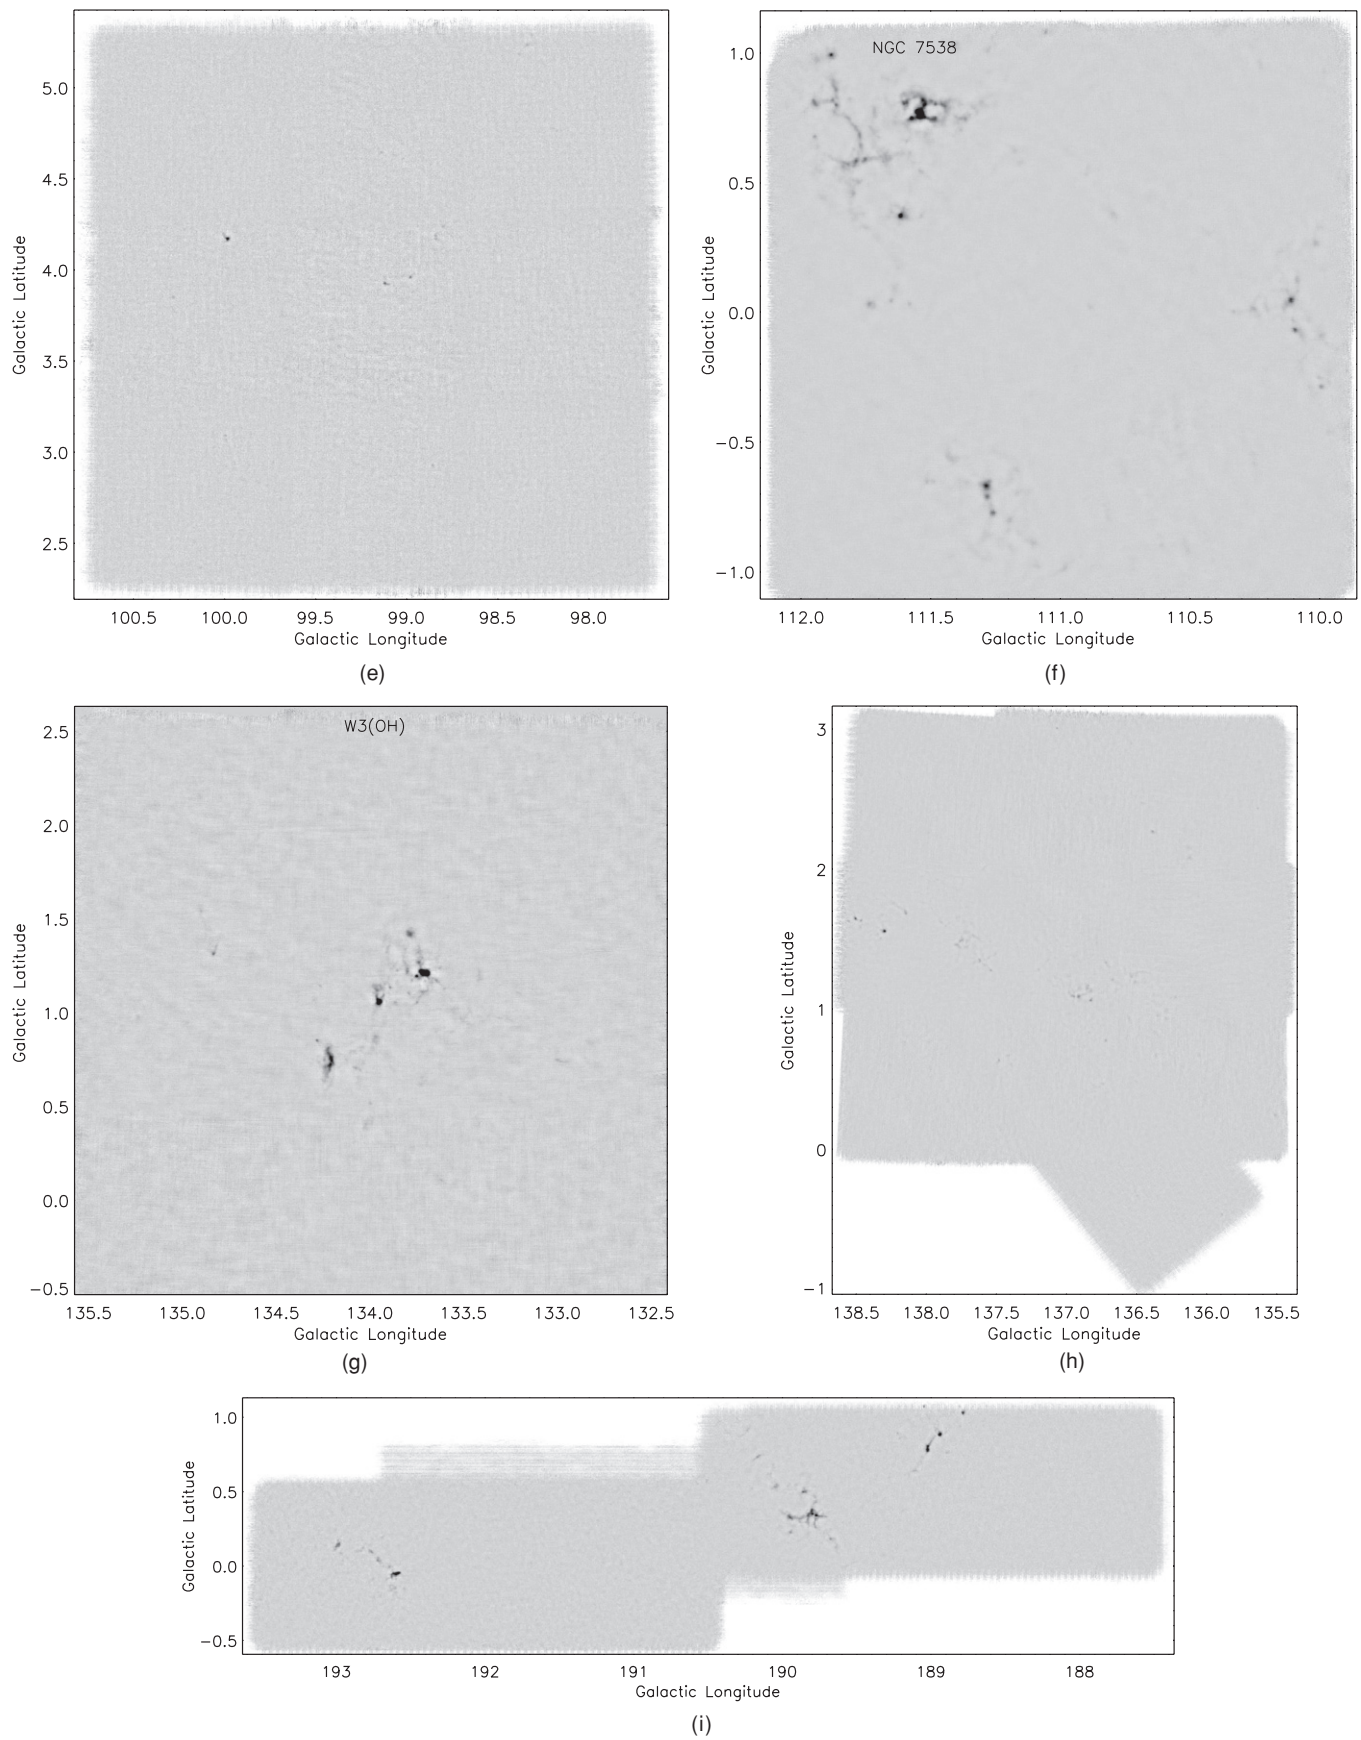 5.0
4.5
4.0
3.5
3.0
2.5
Galactic Latitude
100.5 100.0 99.5 99.0 98.5 98.0
Galactic Longitude
(e)
NGC 7538
1.0
0.5
0.0
−0.5
−1.0
Galactic Latitude
112.0 111.5 111.0 110.5 110.0
Galactic Longitude
(f)
W3(OH)
2.5
2.0
1.5
1.0
0.5
0.0
−0.5
Galactic Latitude
135.5 135.0 134.5 134.0 133.5 133.0 132.5
Galactic Longitude
(g)
3
2
1
0
−1
Galactic Latitude
138.5 138.0 137.5 137.0 136.5 136.0 135.5
Galactic Longitude
(h)
1.0
0.5
0.0
−0.5
Galactic Latitude
193 192 191 190 189 188
Galactic Longitude
(i)